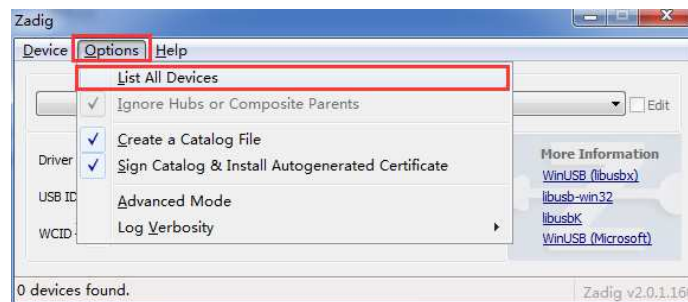 Zadig
Device Options Help
List All Devices
Ignore Hubs or Composite Parents
Edit
Create a Catalog File
Sign Catalog & Install Autogenerated Certificate
Advanced Mode
Log Verbosity
Driver
USB ID
WCID
More Information
WinUSB (libusbx)
libusb-win32
libusbK
WinUSB (Microsoft)
0 devices found.
Zadig v2.0.1.16